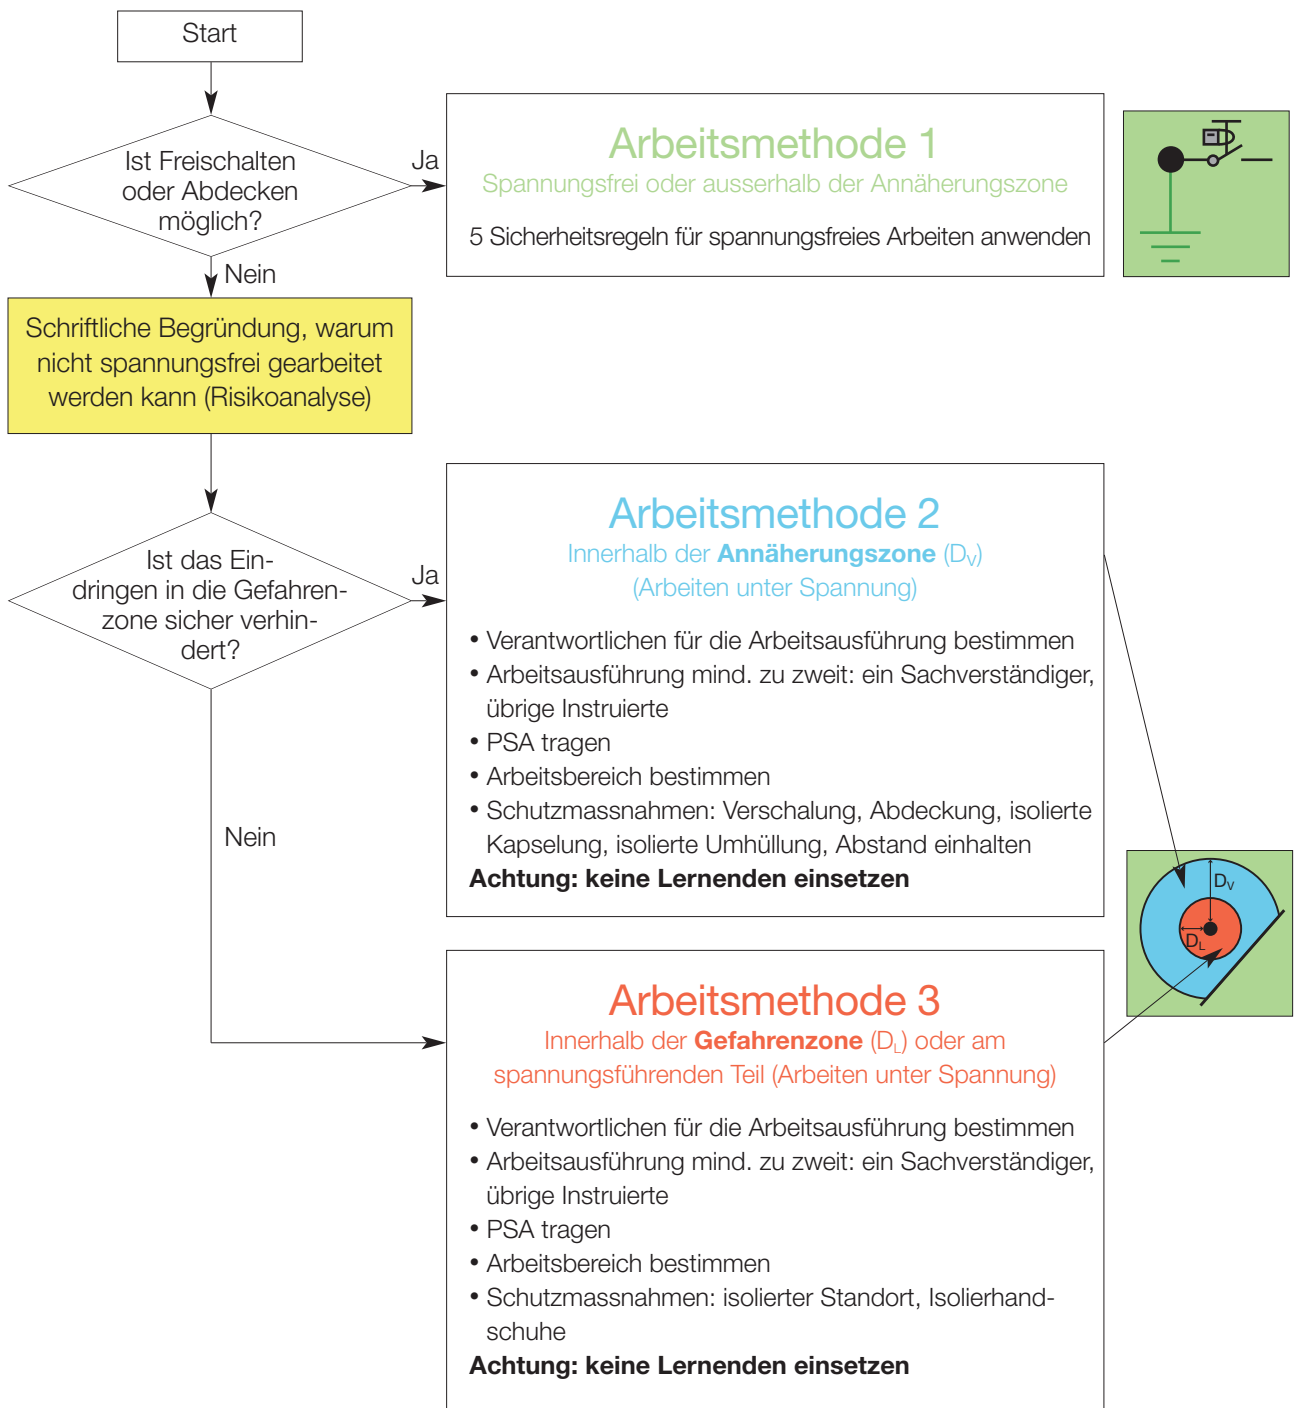 Start
Ist Freischalten
oder Abdecken
möglich?
Ja
Arbeitsmethode 1
Spannungsfrei oder ausserhalb der Annäherungszone
5 Sicherheitsregeln für spannungsfreies Arbeiten anwenden
Nein
Schriftliche Begründung, warum
nicht spannungsfrei gearbeitet
werden kann (Risikoanalyse)
Ist das Ein-
dringen in die Gefahren-
zone sicher verhin-
dert?
Ja
Arbeitsmethode 2
Innerhalb der Annäherungszone (DV)
(Arbeiten unter Spannung)
• Verantwortlichen für die Arbeitsausführung bestimmen
• Arbeitsausführung mind. zu zweit: ein Sachverständiger,
übrige Instruierte
• PSA tragen
• Arbeitsbereich bestimmen
• Schutzmassnahmen: Verschalung, Abdeckung, isolierte
Kapselung, isolierte Umhüllung, Abstand einhalten
Achtung: keine Lernenden einsetzen
Nein
DV
DL
Arbeitsmethode 3
Innerhalb der Gefahrenzone (DL) oder am
spannungsführenden Teil (Arbeiten unter Spannung)
• Verantwortlichen für die Arbeitsausführung bestimmen
• Arbeitsausführung mind. zu zweit: ein Sachverständiger,
übrige Instruierte
• PSA tragen
• Arbeitsbereich bestimmen
• Schutzmassnahmen: isolierter Standort, Isolierhand-
schuhe
Achtung: keine Lernenden einsetzen